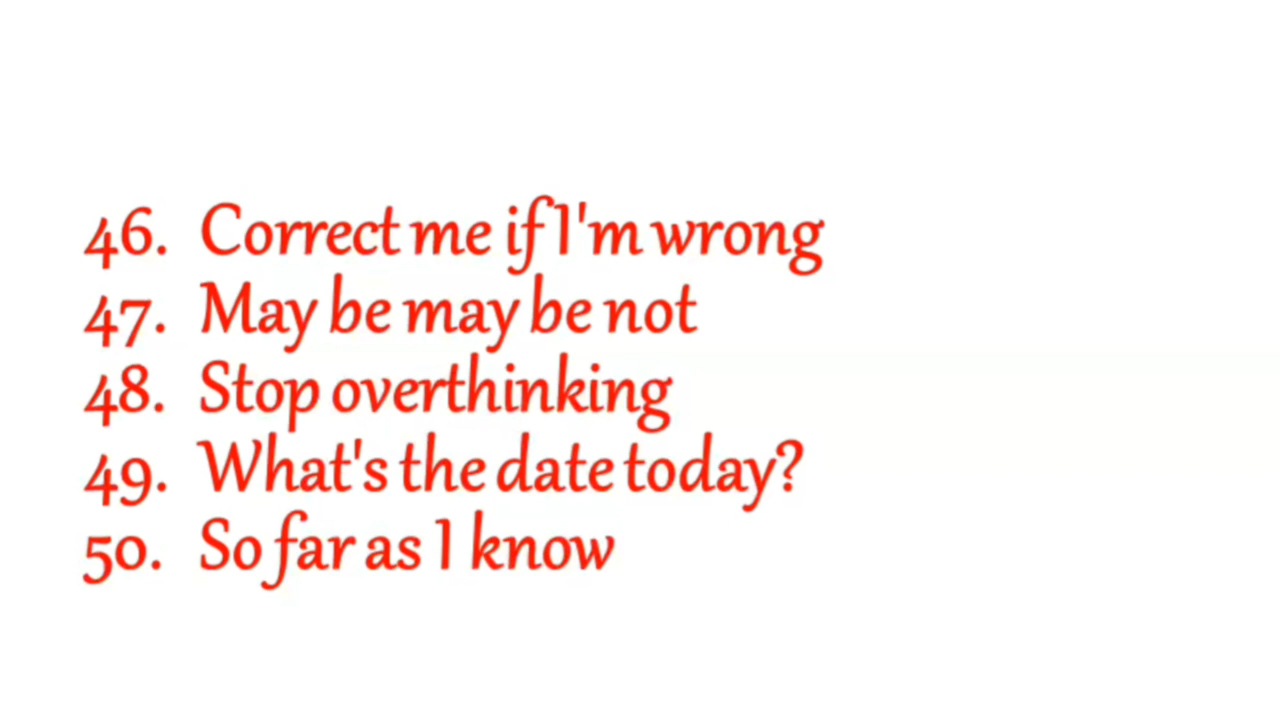 46. Correct me if I'm wrong
47. May be may be not
48. Stop overthinking
49. What's the date today?
50. So far as I know